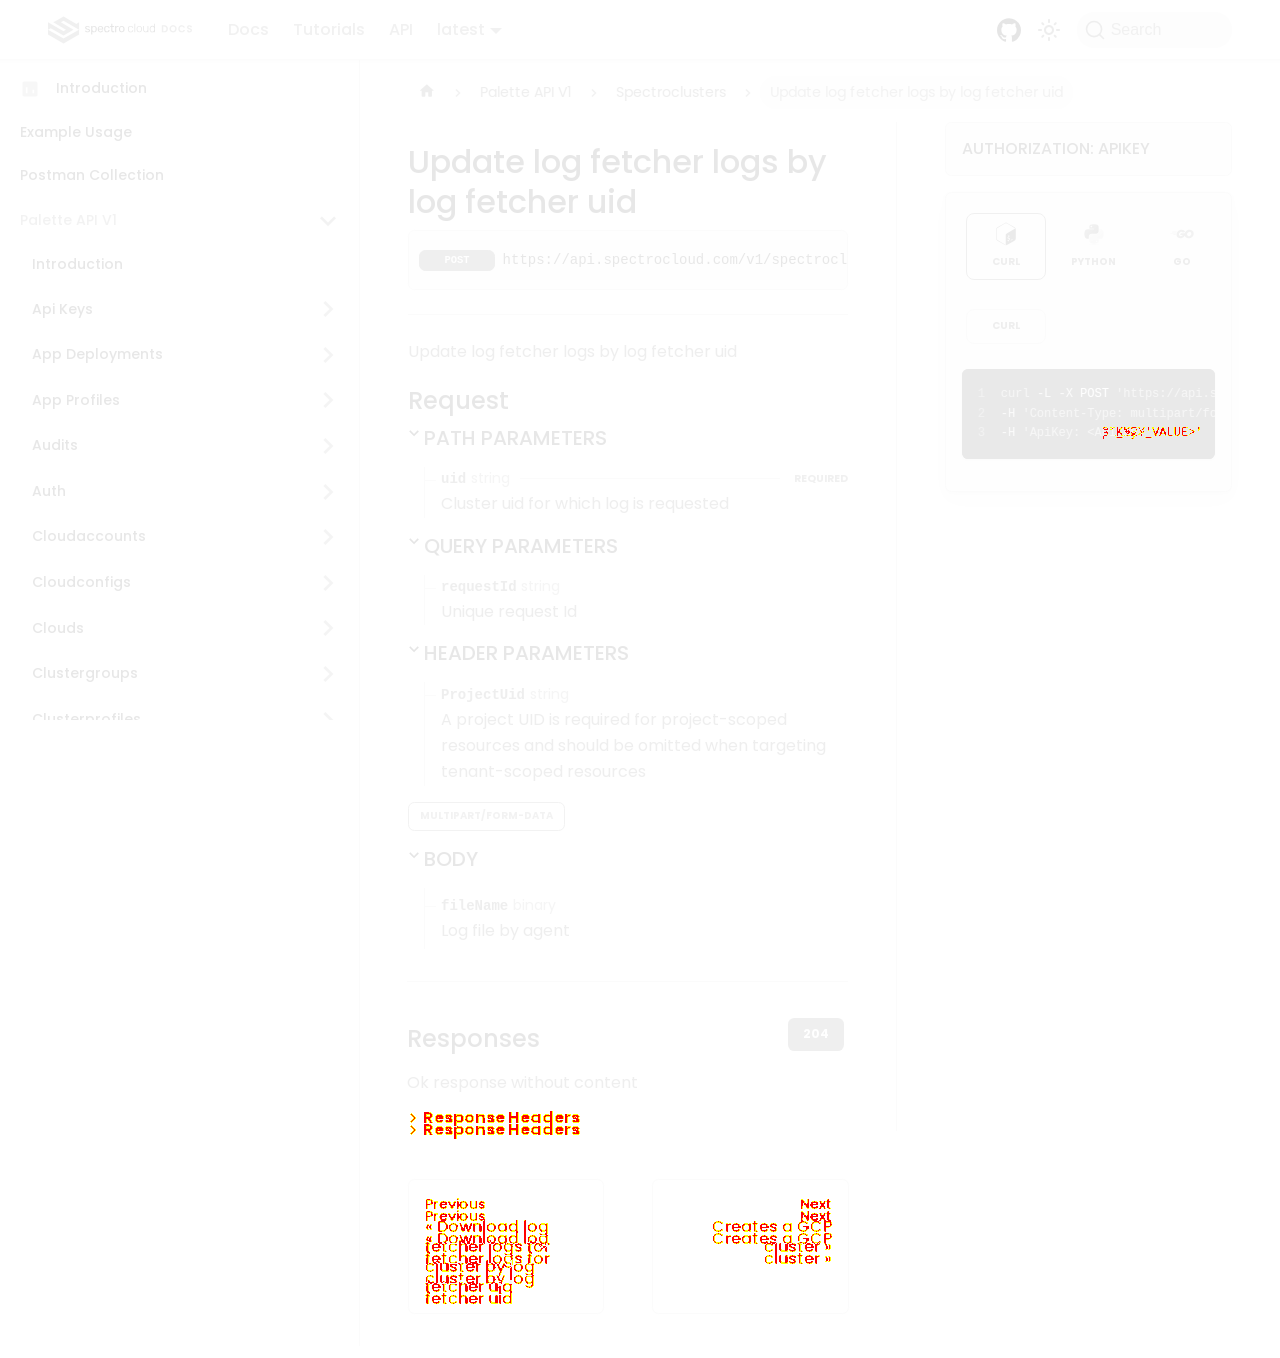 spectro cloud DOCS
Docs Tutorials API latest Search
Introduction
Example Usage
Postman Collection
Palette API V1
Introduction
Api Keys
App Deployments
App Profiles
Audits
Auth
Cloudaccounts
Cloudconfigs
Clouds
Clustergroups
Clusterprofiles
Palette API V1 Spectroclusters Update log fetcher logs by log fetcher uid
Update log fetcher logs by
log fetcher uid
POST https://api.spectrocloud.com/v1/spectrocl
Update log fetcher logs by log fetcher uid
Request
PATH PARAMETERS
uid string REQUIRED
Cluster uid for which log is requested
QUERY PARAMETERS
requestId string
Unique request Id
HEADER PARAMETERS
ProjectUid string
A project UID is required for project-scoped
resources and should be omitted when targeting
tenant-scoped resources
MULTIPART/FORM-DATA
BODY
fileName binary
Log file by agent
Responses 204
Ok response without content
> Response Headers
> Response Headers
Previous
Previous
« Download log
« Download log
fetcher logs for
fetcher logs for
cluster by log
cluster by log
fetcher uid
fetcher uid
Next
Next
Creates a GCP
Creates a GCP
cluster »
cluster »
AUTHORIZATION: APIKEY
CURL PYTHON GO
CURL
1 curl -L -X POST 'https://api.s
2 -H 'Content-Type: multipart/fo
3 -H 'ApiKey: VALUE>'